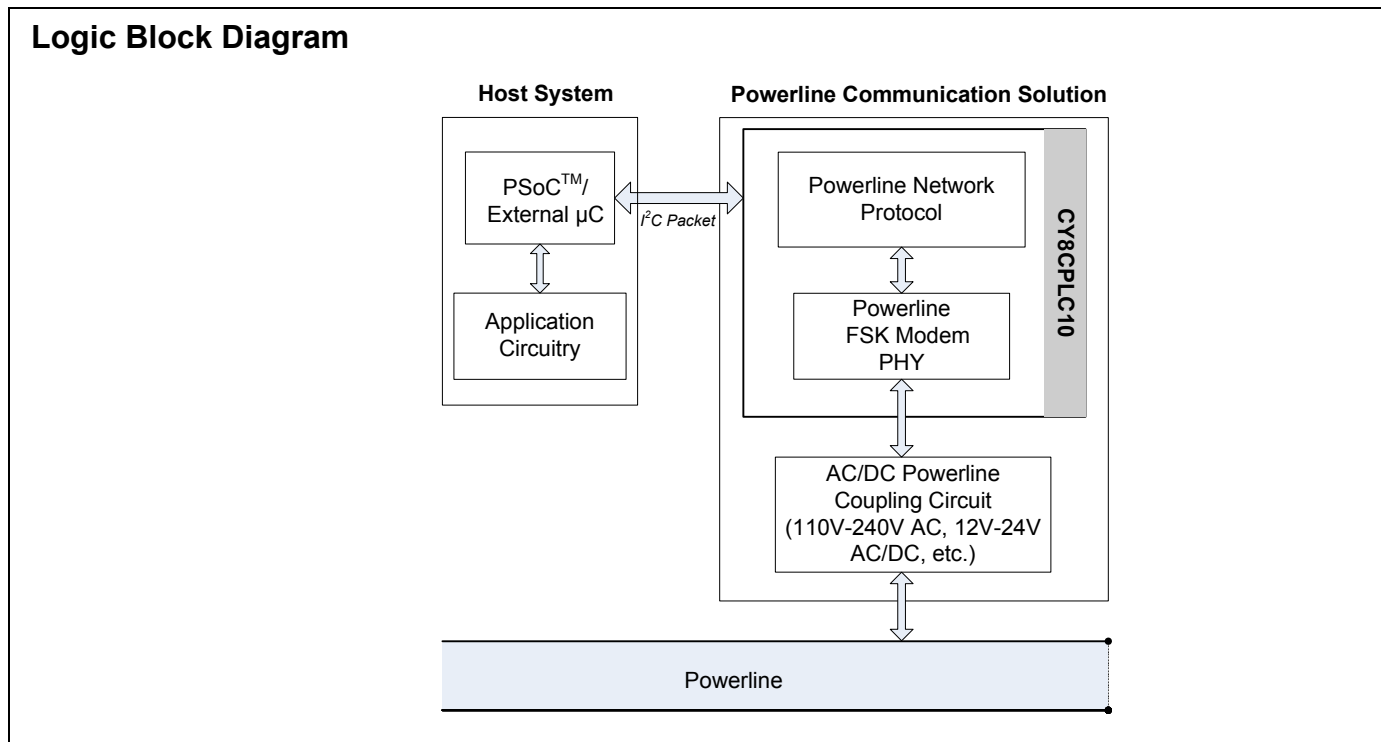 Logic Block Diagram
Host System
Powerline Communication Solution
PSoC™/
External µC
I²C Packet
Application
Circuitry
Powerline Network
Protocol
Powerline
FSK Modem
PHY
CY8CPLC10
AC/DC Powerline
Coupling Circuit
(110V-240V AC, 12V-24V
AC/DC, etc.)
Powerline